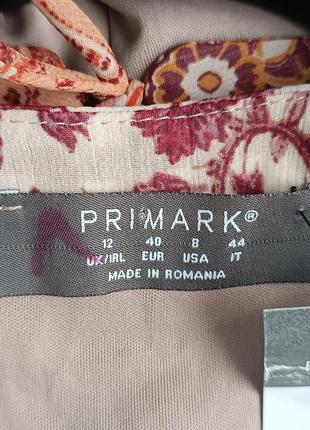 PRIMARK®
12 40 8 44
UK/IRL EUR USA IT
MADE IN ROMANIA